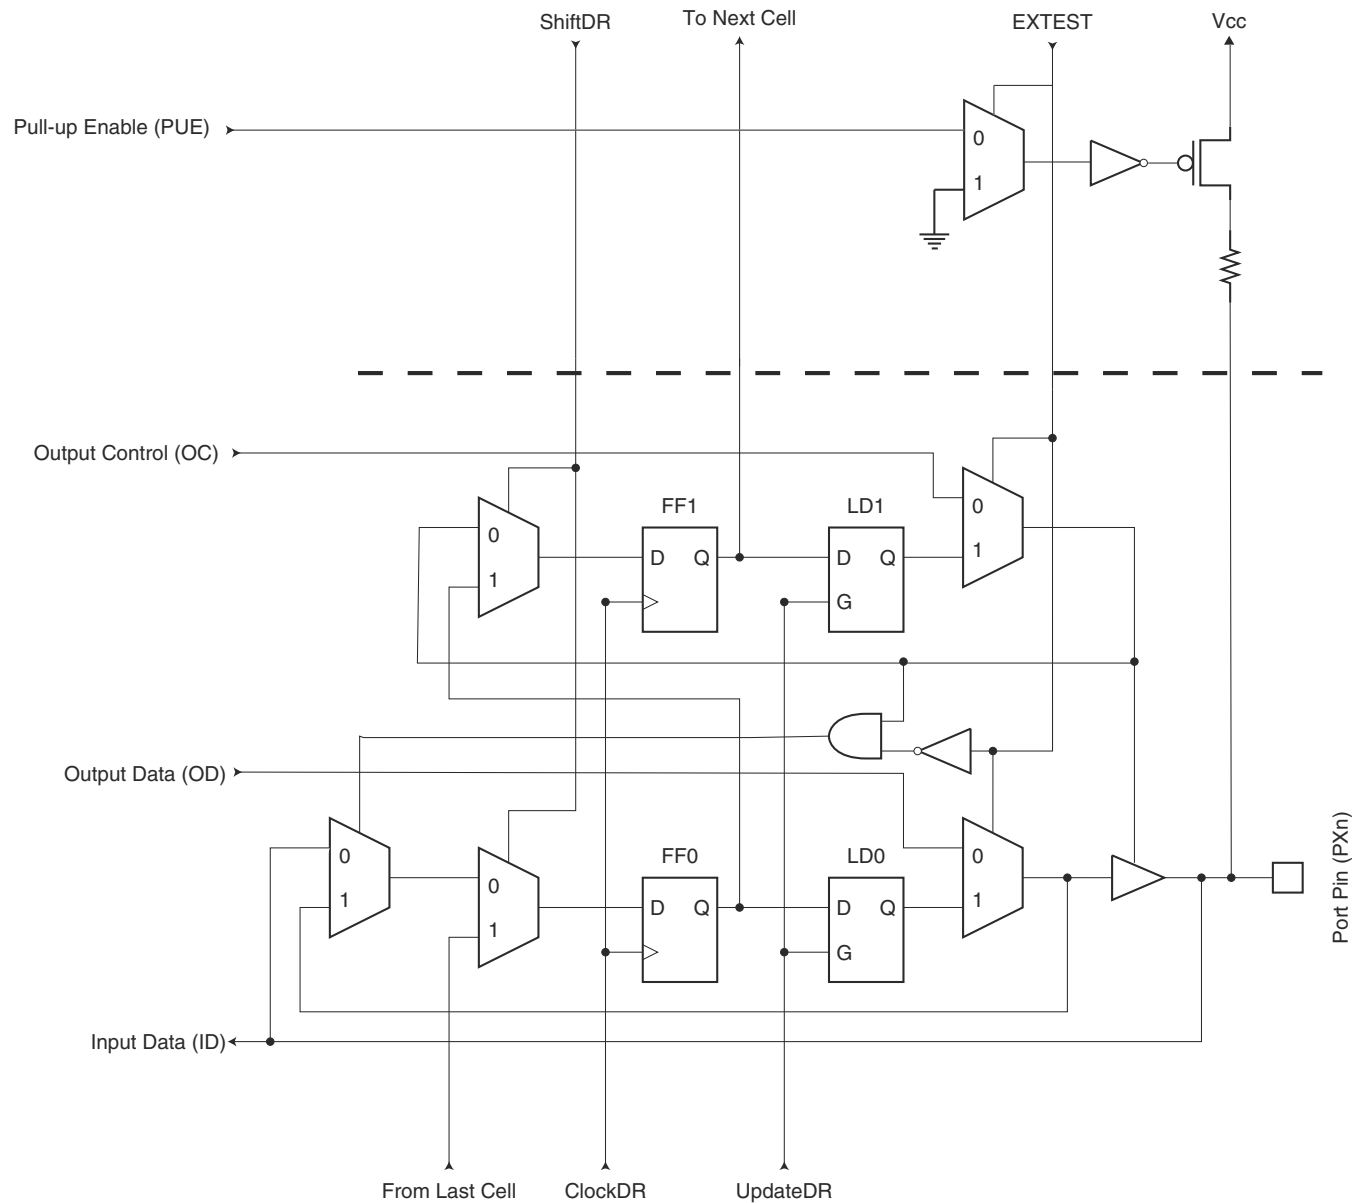 ShiftDR
To Next Cell
EXTEST
Vcc
Pull-up Enable (PUE)
0
1
Output Control (OC)
FF1
LD1
0
1
D Q
D Q
G
0
1
Output Data (OD)
FF0
LD0
0
1
0
1
D Q
D Q
G
0
1
Port Pin (PXn)
Input Data (ID)
From Last Cell
ClockDR
UpdateDR